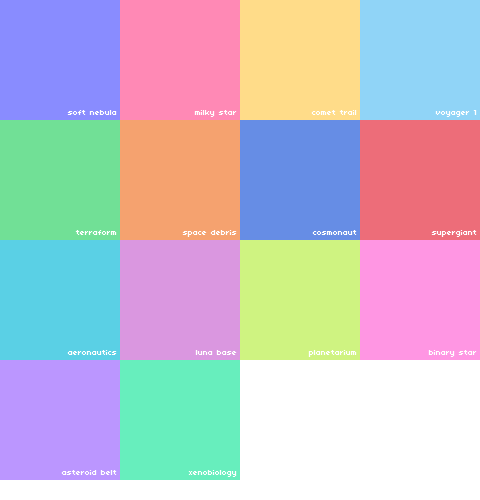 soft nebula
milky star
comet trail
voyager 1
terraform
space debris
cosmonaut
supergiant
aeronautics
luna base
planetarium
binary star
asteroid belt
xenobiology